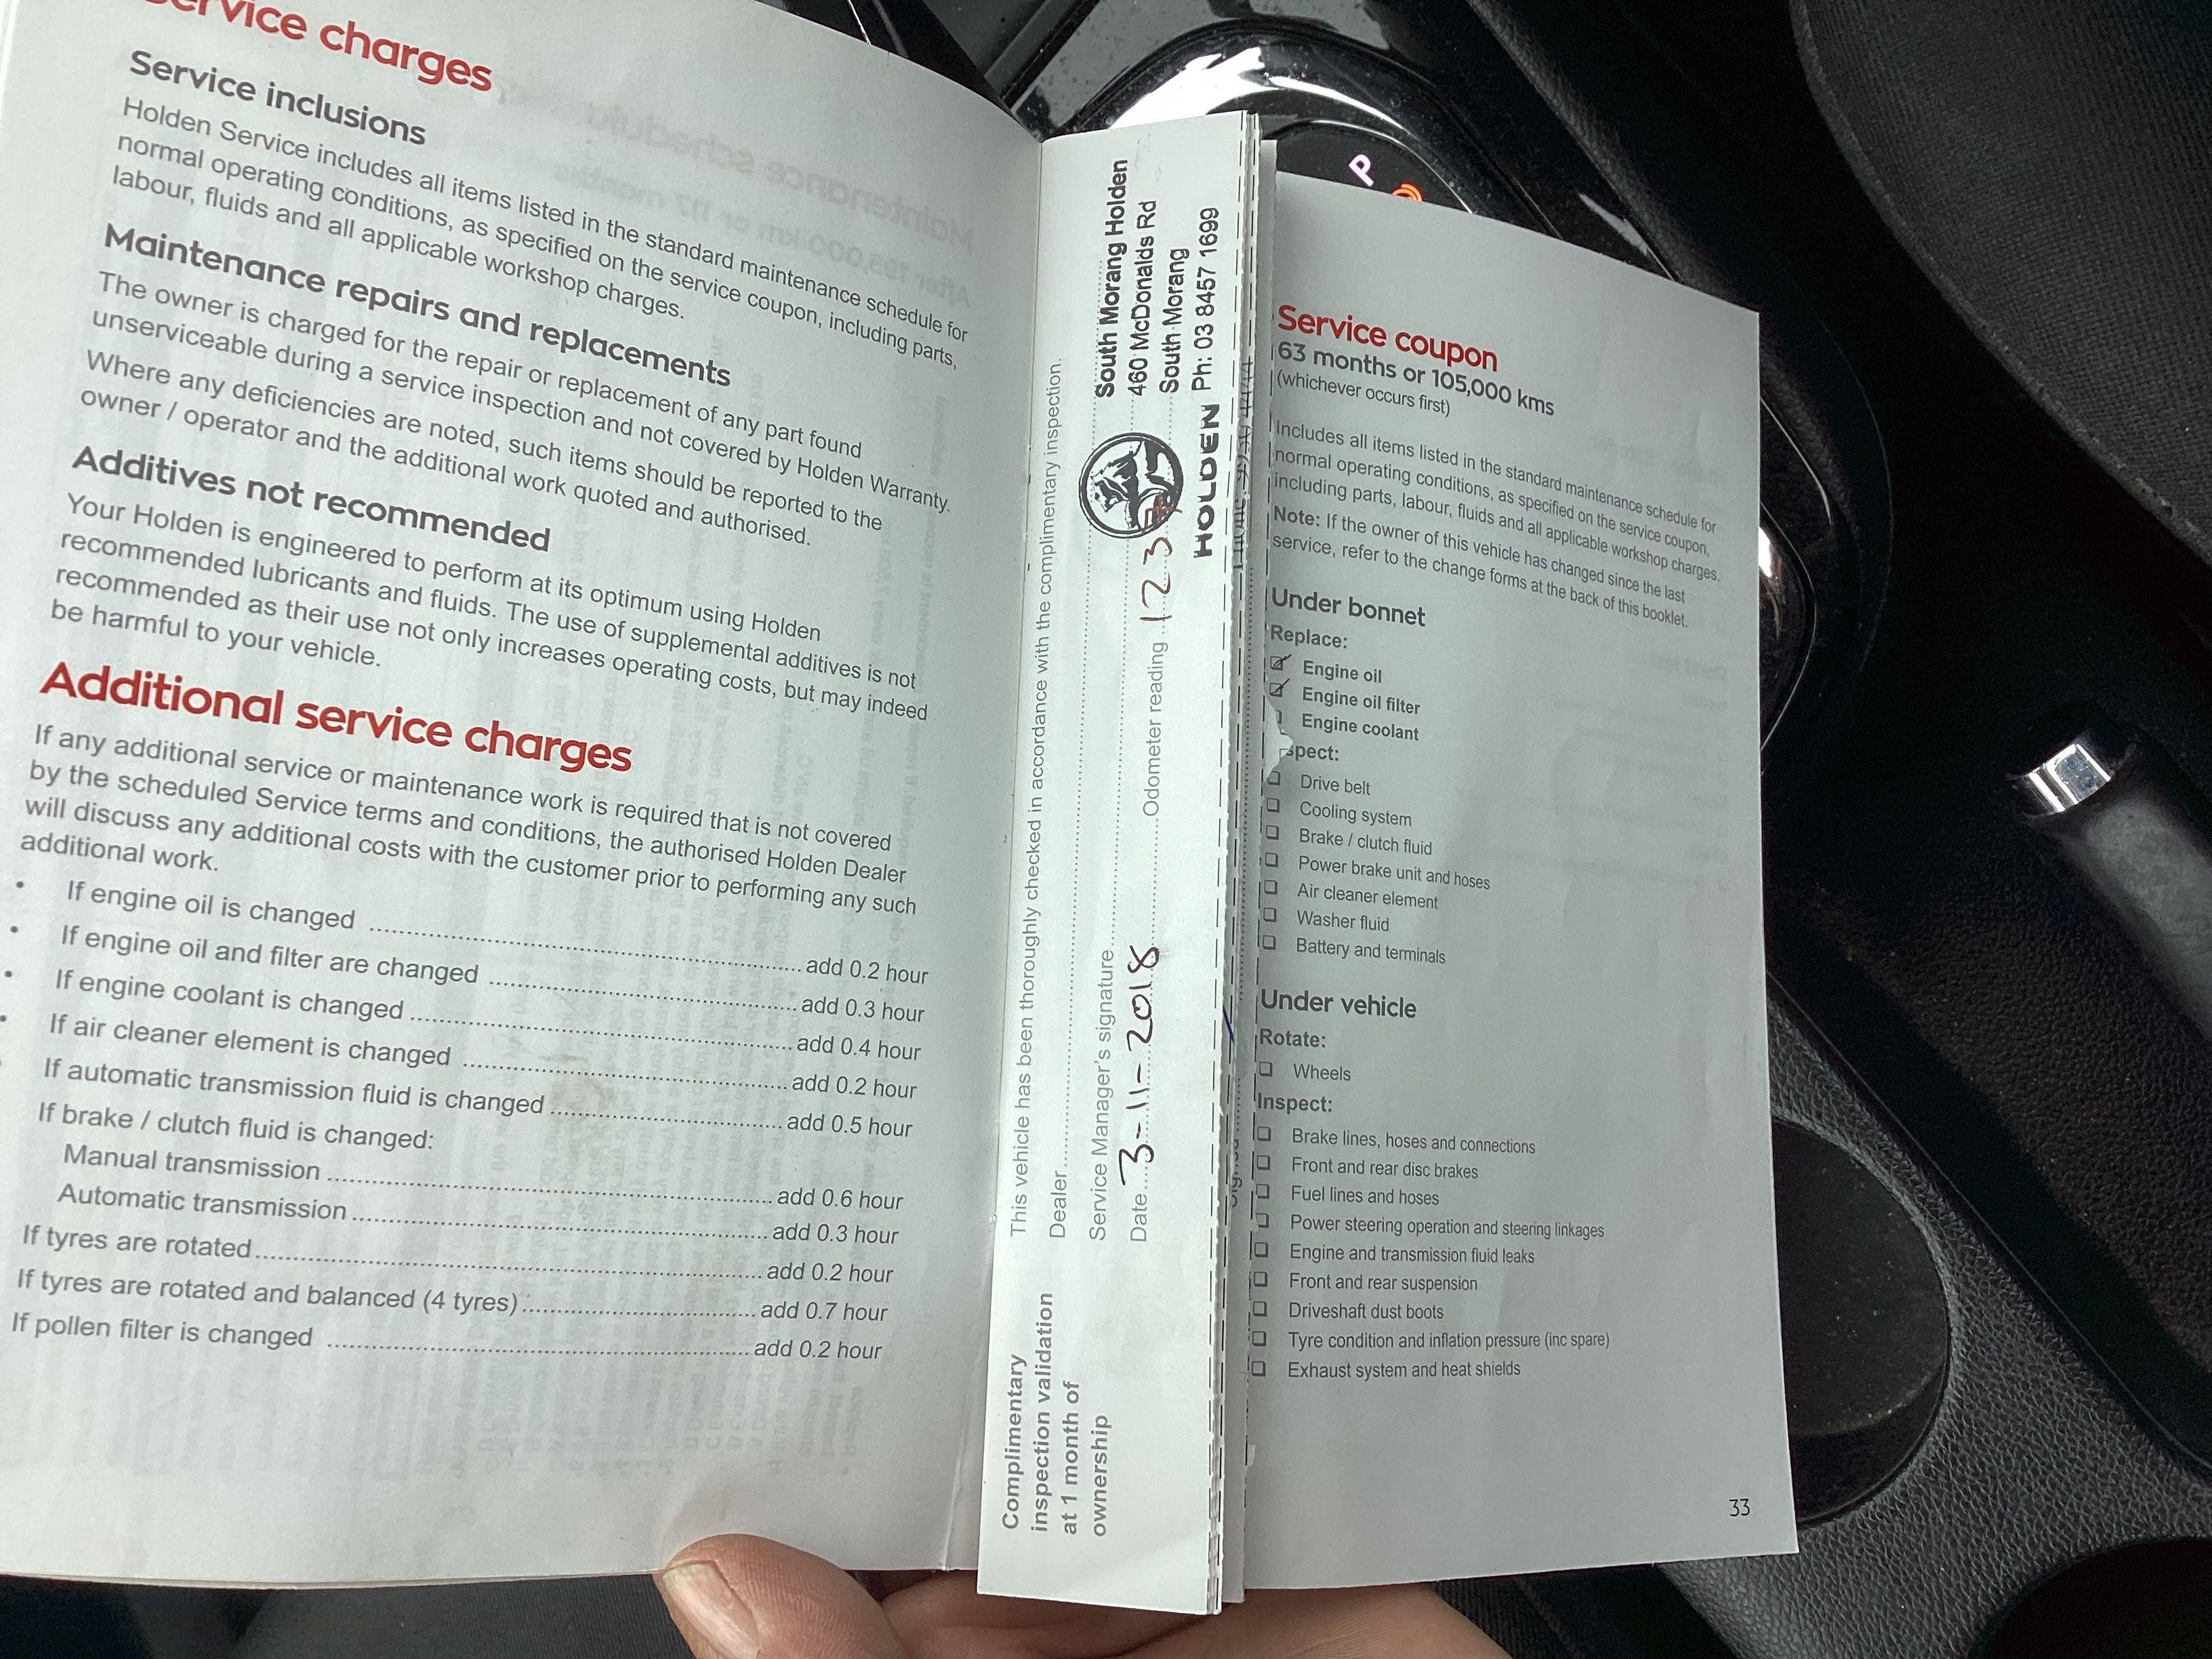 Service charges
Service inclusions
Holden Service includes all items listed in the standard maintenance schedule for
normal operating conditions, as specified on the service coupon, including parts,
labour, fluids and all applicable workshop charges.
Maintenance repairs and replacements
The owner is charged for the repair or replacement of any part found
unserviceable during a service inspection and not covered by Holden Warranty.
Where any deficiencies are noted, such items should be reported to the
owner / operator and the additional work quoted and authorised.
Additives not recommended
Your Holden is engineered to perform at its optimum using Holden
recommended lubricants and fluids. The use of supplemental additives is not
recommended as their use not only increases operating costs, but may indeed
be harmful to your vehicle.
Additional service charges
If any additional service or maintenance work is required that is not covered
by the scheduled Service terms and conditions, the authorised Holden Dealer
will discuss any additional costs with the customer prior to performing any such
additional work.
• If engine oil is changed ... add 0.2 hour
• If engine oil and filter are changed ... add 0.3 hour
• If engine coolant is changed ... add 0.4 hour
• If air cleaner element is changed ... add 0.2 hour
If automatic transmission fluid is changed ... add 0.5 hour
If brake / clutch fluid is changed:
Manual transmission ... add 0.6 hour
Automatic transmission ... add 0.3 hour
If tyres are rotated ... add 0.2 hour
If tyres are rotated and balanced (4 tyres) ... add 0.7 hour
If pollen filter is changed ... add 0.2 hour
Complimentary
inspection validation
at 1 month of
ownership
This vehicle has been thoroughly checked in accordance with the complimentary inspection.
Dealer
Service Manager's signature
Date 3-11-2018 Odometer reading
South Morang Holden
460 McDonalds Rd
South Morang
HOLDEN Ph: 03 8457 1699
Service coupon
63 months or 105,000 kms
(whichever occurs first)
Includes all items listed in the standard maintenance schedule for
normal operating conditions, as specified on the service coupon,
including parts, labour, fluids and all applicable workshop charges.
Note: If the owner of this vehicle has changed since the last
service, refer to the change forms at the back of this booklet.
Under bonnet
Replace:
Engine oil
Engine oil filter
Engine coolant
spect:
Drive belt
Cooling system
Brake / clutch fluid
Power brake unit and hoses
Air cleaner element
Washer fluid
Battery and terminals
Under vehicle
Rotate:
Wheels
Inspect:
Brake lines, hoses and connections
Front and rear disc brakes
Fuel lines and hoses
Power steering operation and steering linkages
Engine and transmission fluid leaks
Front and rear suspension
Driveshaft dust boots
Tyre condition and inflation pressure (inc spare)
Exhaust system and heat shields
33
P